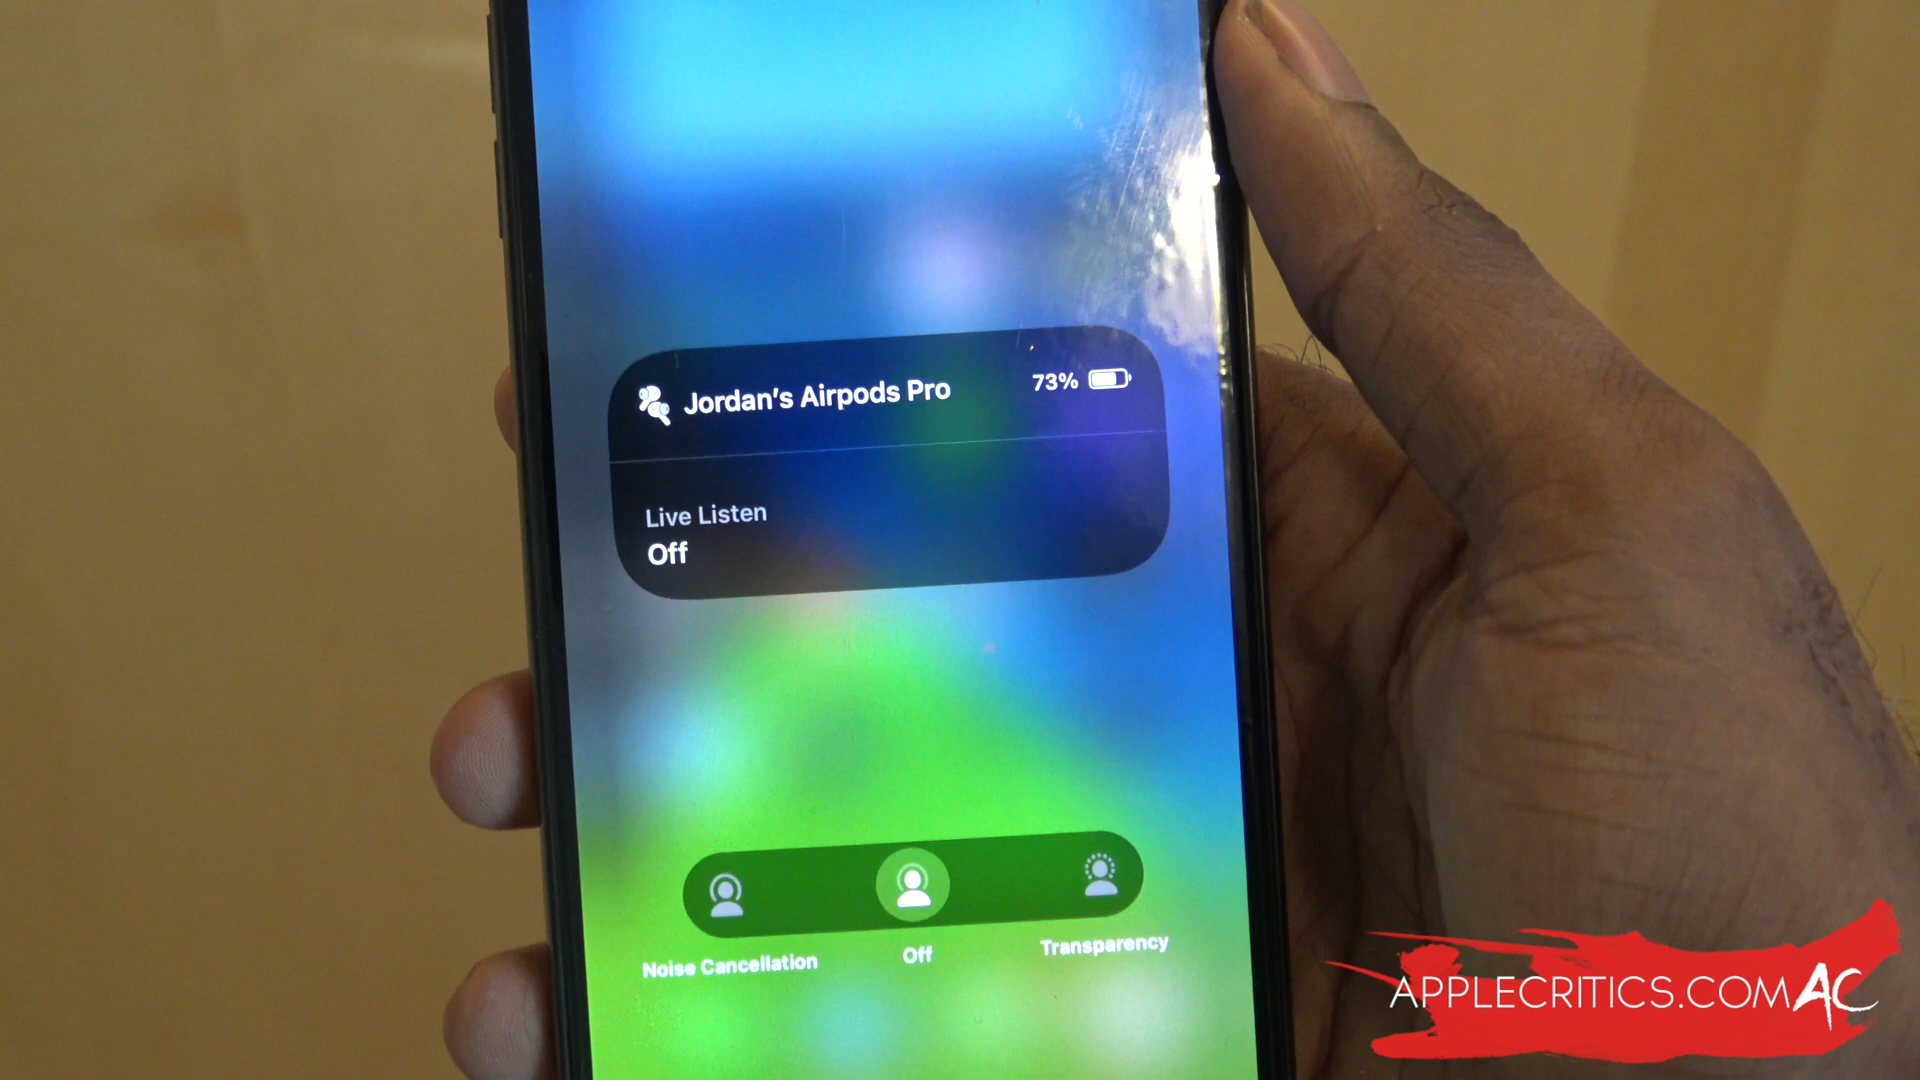 Jordan's Airpods Pro
73%
Live Listen
Off
Noise Cancellation
Off
Transparency
APPLECRITICS.COM AC